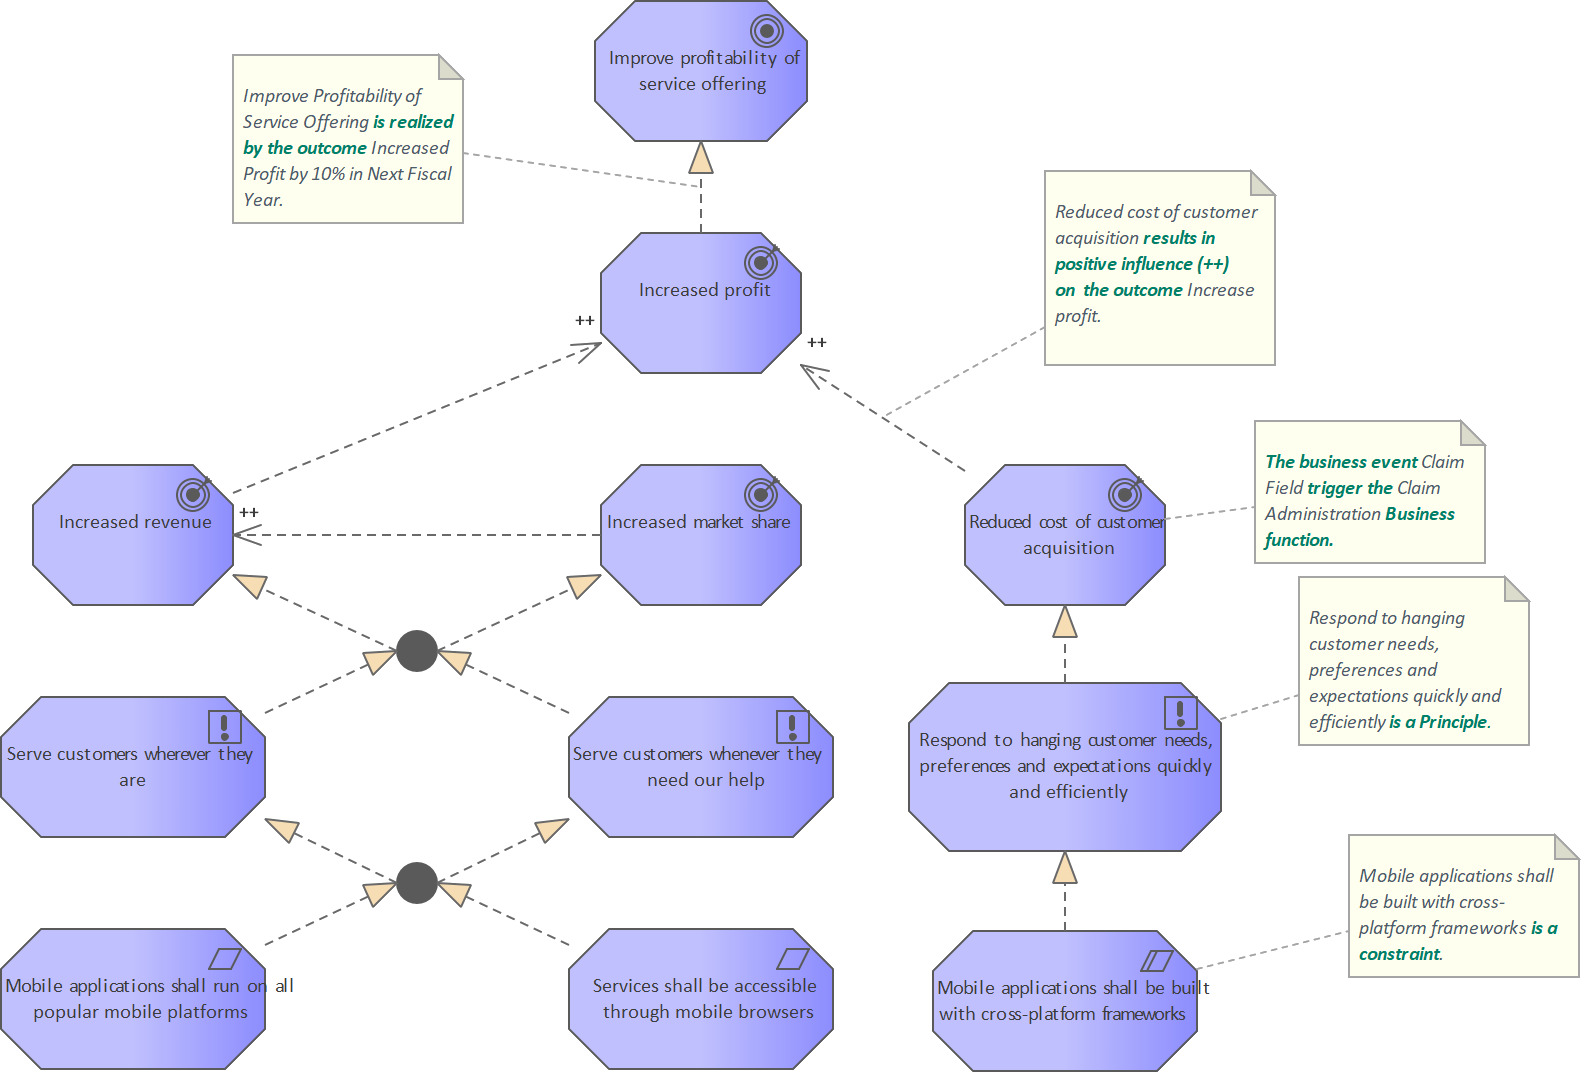 Improve profitability of
service offering
Improve Profitability of
Service Offering is realized
by the outcome Increased
Profit by 10% in Next Fiscal
Year.
Reduced cost of customer
acquisition results in
positive influence (++)
on the outcome Increase
profit.
Increased profit
++
++
The business event Claim
Field trigger the Claim
Administration Business
function.
Increased revenue
++
Increased market share
Reduced cost of customer
acquisition
Respond to hanging
customer needs,
preferences and
expectations quickly and
efficiently is a Principle.
Serve customers wherever they
are
Serve customers whenever they
need our help
Respond to hanging customer needs,
preferences and expectations quickly
and efficiently
Mobile applications shall
be built with cross-
platform frameworks is a
constraint.
Mobile applications shall run on all
popular mobile platforms
Services shall be accessible
through mobile browsers
Mobile applications shall be built
with cross-platform frameworks